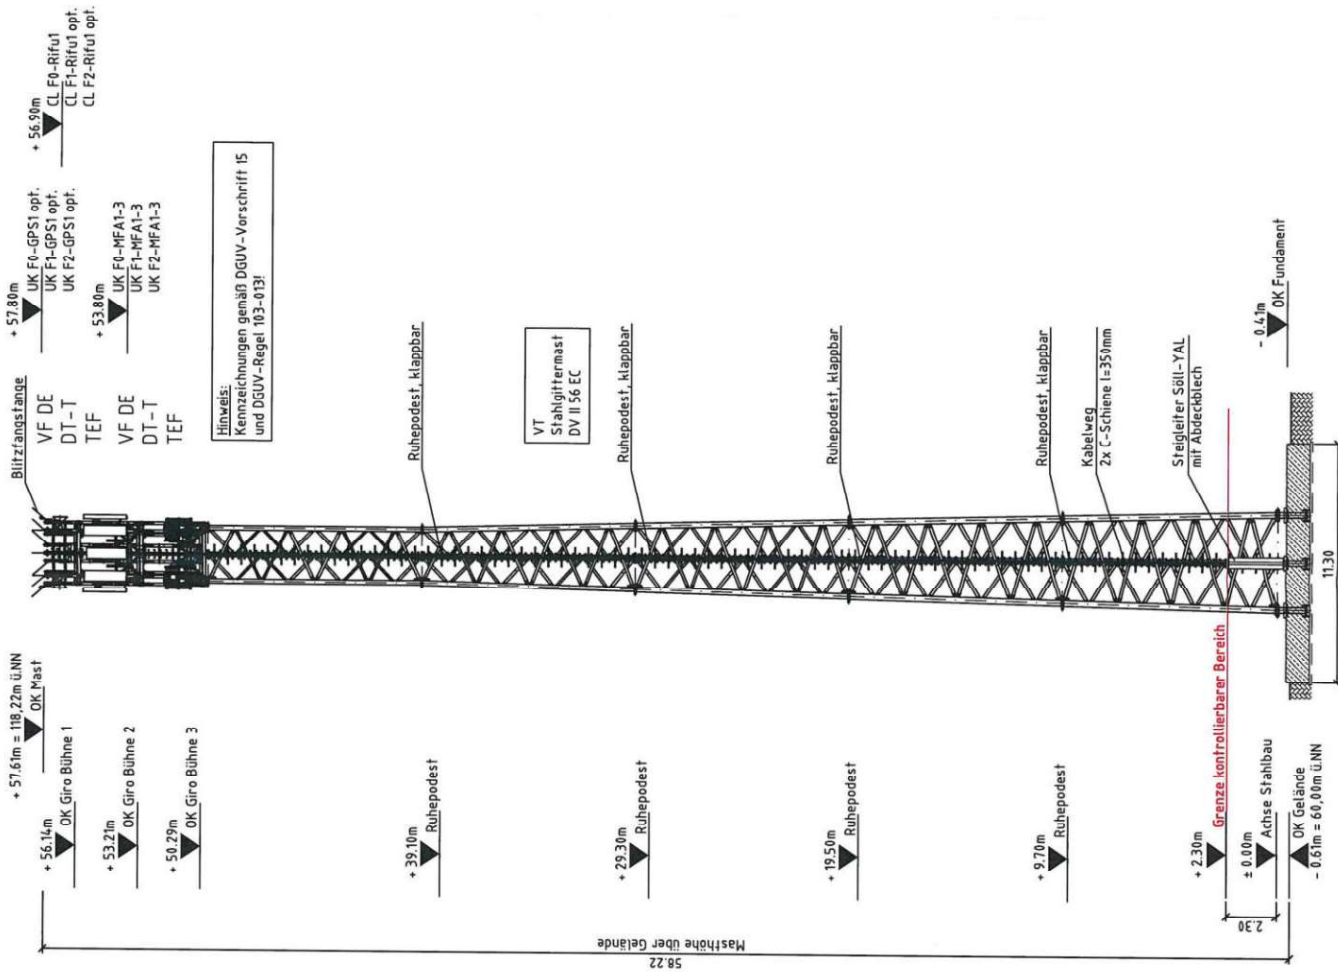 + 57.61m = 118,22m ü.NN
OK Mast
+ 56.14m
OK Giro Bühne 1
+ 53.21m
OK Giro Bühne 2
+ 50.29m
OK Giro Bühne 3
+ 39.10m
Ruhepodest
+ 29.30m
Ruhepodest
+ 19.50m
Ruhepodest
+ 9.70m
Ruhepodest
+ 2.30m
Grenze kontrollierbarer Bereich
± 0.00m
Achse Stahlbau
OK Gelände
- 0.61m = 60,00m ü.NN
2.30
58.22
Masthöhe über Gelände
Blitzfangstange
VF DE
DT-T
TEF
VF DE
DT-T
TEF
+ 57.80m
UK F0-GPS1 opt.
UK F1-GPS1 opt.
UK F2-GPS1 opt.
+ 56.90m
CL F0-Rifu1
CL F1-Rifu1 opt.
CL F2-Rifu1 opt.
+ 53.80m
UK F0-MFA1-3
UK F1-MFA1-3
UK F2-MFA1-3
Hinweis:
Kennzeichnungen gemäß DGUV-Vorschrift 15
und DGUV-Regel 103-013!
Ruhepodest, klappbar
VT
Stahlgittermast
DV II 56 EC
Ruhepodest, klappbar
Ruhepodest, klappbar
Ruhepodest, klappbar
Kabelweg
2x C-Schiene l=350mm
Steigleiter Söll-YAL
mit Abdeckblech
- 0.41m
OK Fundament
11.30